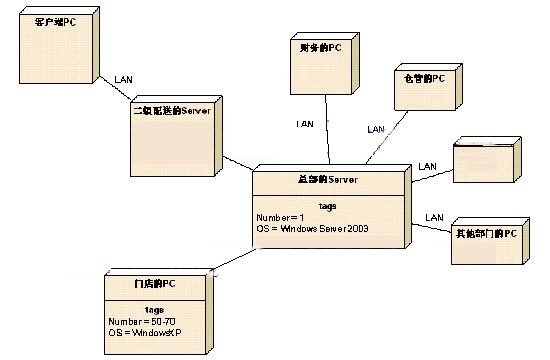 客户端PC
LAN
二级配送的Server
财务的PC
LAN
仓管的PC
LAN
总部的Server
tags
Number = 1
OS = Windows Server 2003
LAN
LAN
其他部门的PC
门店的PC
tags
Number = 50-70
OS = WindowsXP